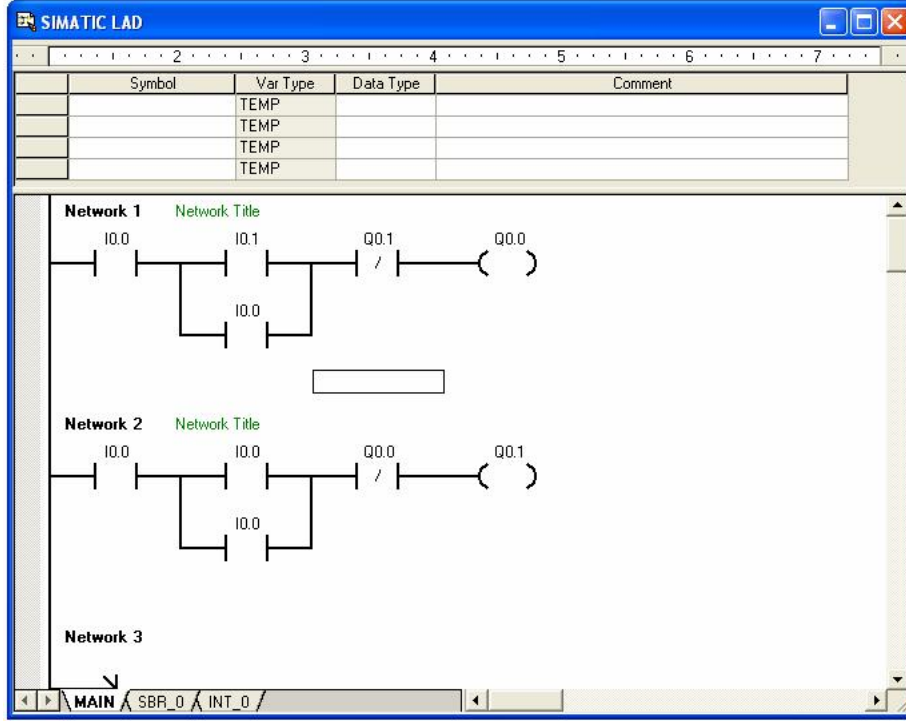 SIMATIC LAD
2 3 4 5 6 7
Symbol Var Type Data Type Comment
TEMP
TEMP
TEMP
TEMP
Network 1 Network Title
I0.0 I0.1 Q0.1 Q0.0
/
I0.0
Network 2 Network Title
I0.0 I0.0 Q0.0 Q0.1
/
I0.0
Network 3
MAIN SBR_0 INT_0